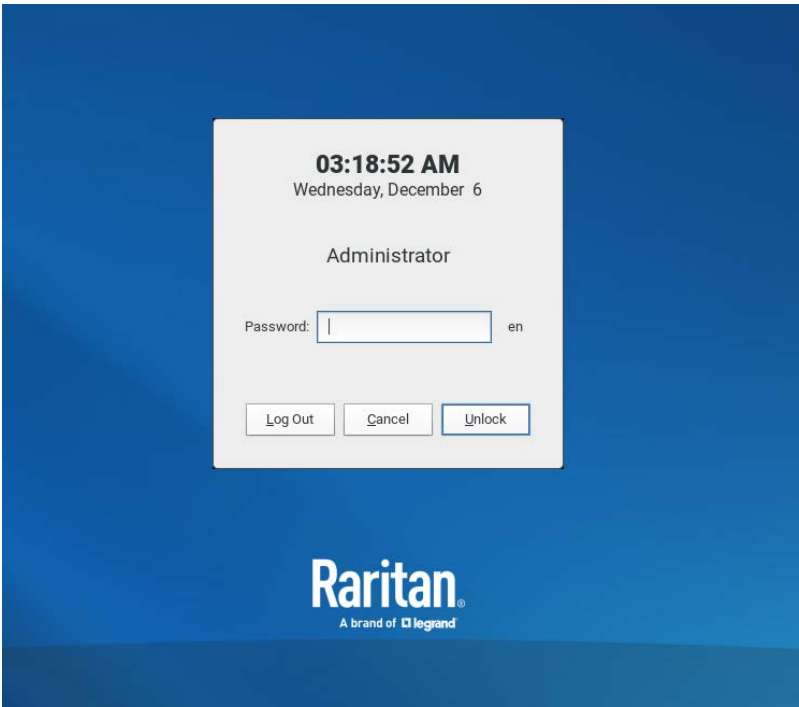 03:18:52 AM
Wednesday, December 6
Administrator
Password: en
Log Out Cancel Unlock
Raritan®
A brand of legrand